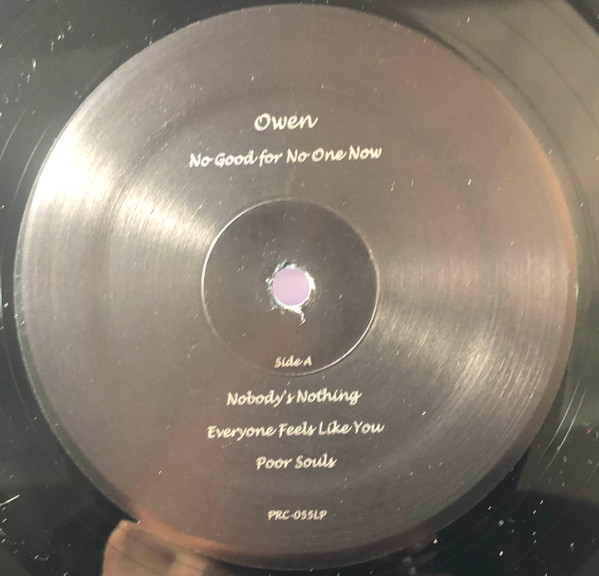 Owen
No Good for No One Now
Side A
Nobody's Nothing
Everyone Feels Like You
Poor Souls
PRC-055LP